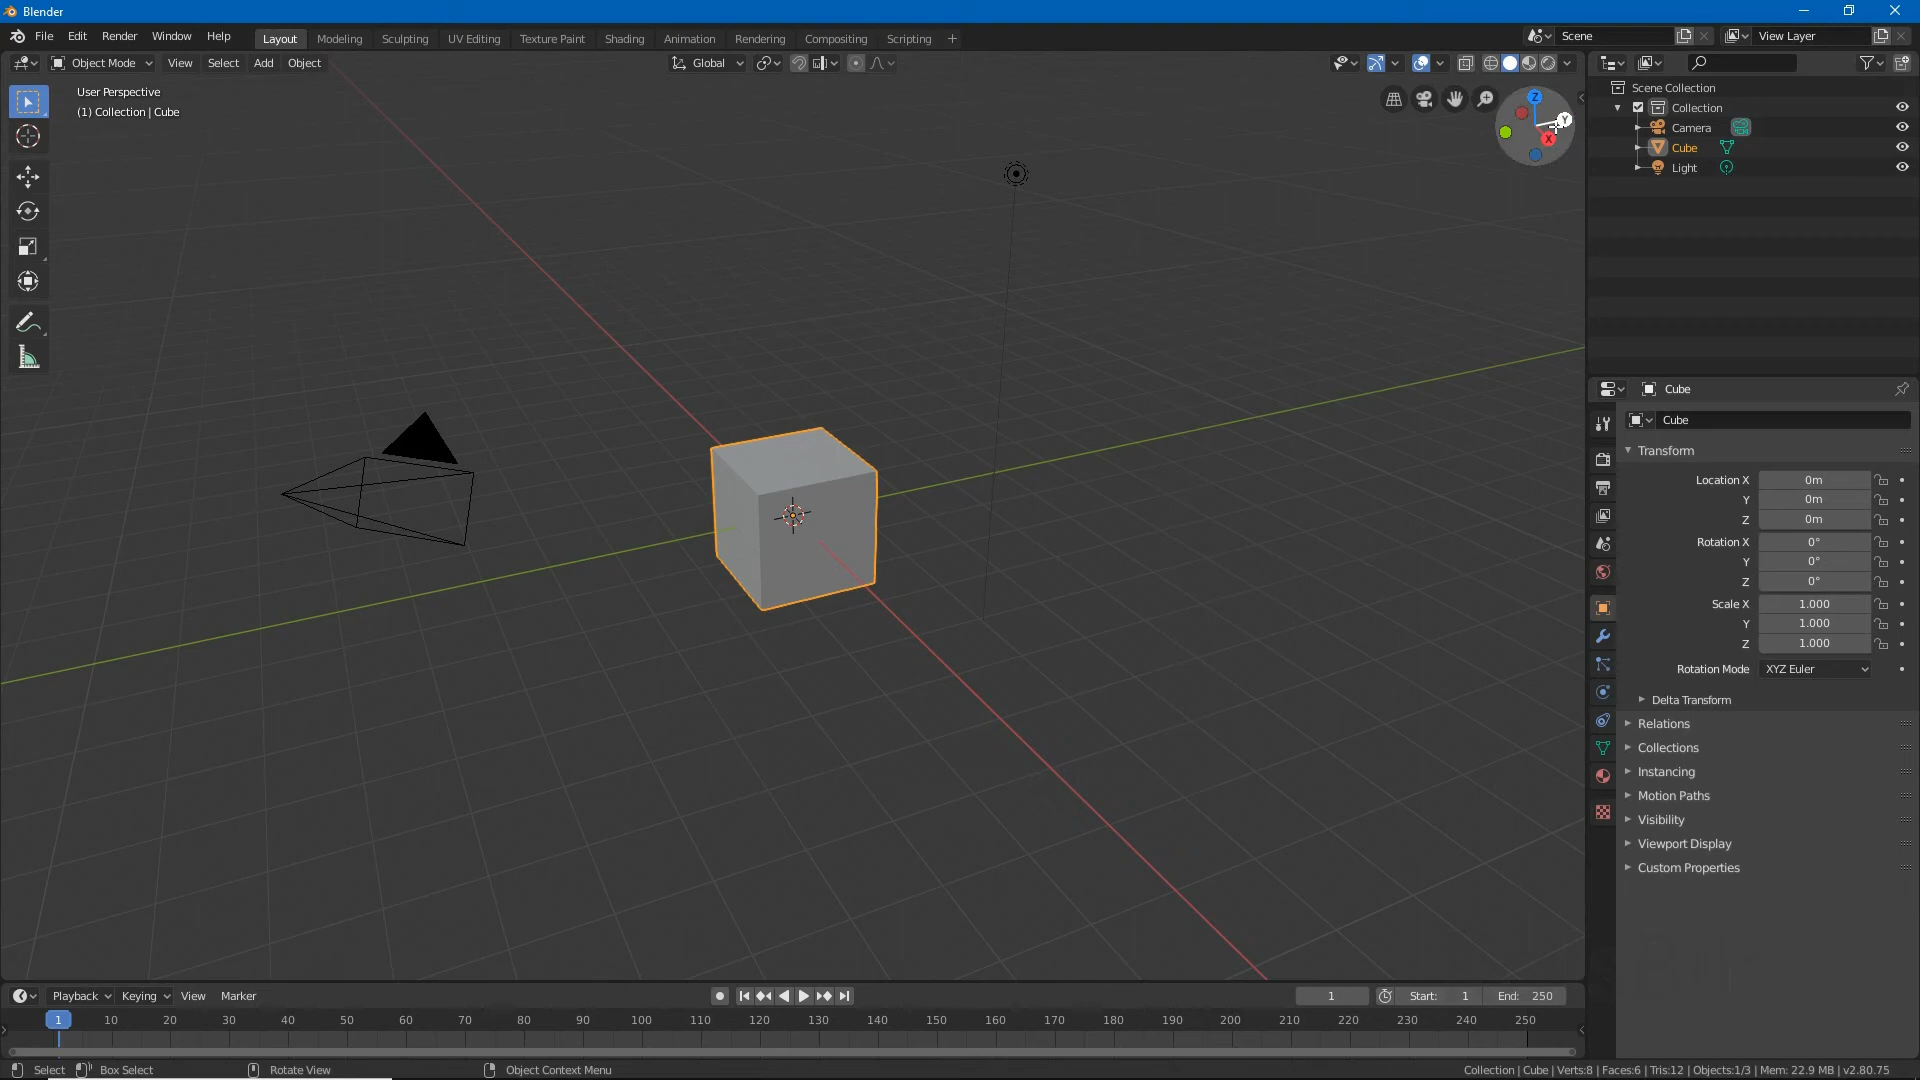 Blender
File Edit Render Window Help Layout Modeling Sculpting UV Editing Texture Paint Shading Animation Rendering Compositing Scripting + Scene View Layer
Object Mode View Select Add Object Global
User Perspective
(1) Collection | Cube
Z
Y
X
Scene Collection
Collection
Camera
Cube
Light
Cube
Cube
Transform
Location X 0m
Y 0m
Z 0m
Rotation X 0°
Y 0°
Z 0°
Scale X 1.000
Y 1.000
Z 1.000
Rotation Mode XYZ Euler
Delta Transform
Relations
Collections
Instancing
Motion Paths
Visibility
Viewport Display
Custom Properties
Playback Keying View Marker 1 Start: 1 End: 250
1 10 20 30 40 50 60 70 80 90 100 110 120 130 140 150 160 170 180 190 200 210 220 230 240 250
Select Box Select Rotate View Object Context Menu Collection | Cube | Verts:8 | Faces:6 | Tris:12 | Objects:1/3 | Mem: 22.9 MB | v2.80.75